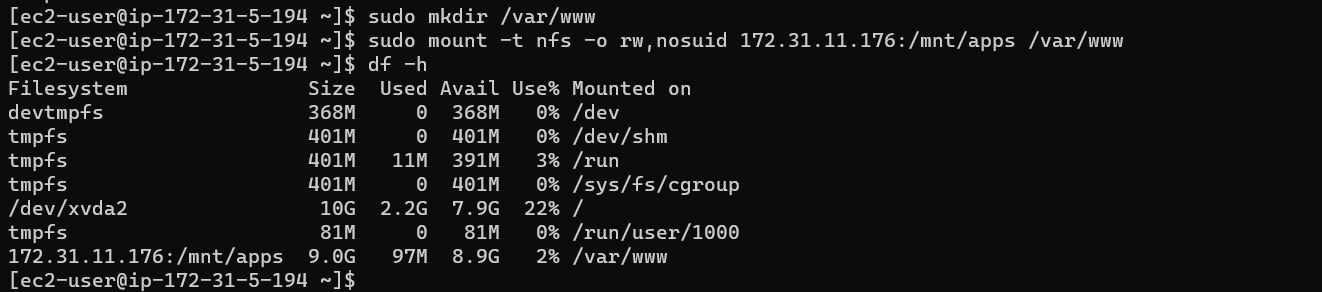 [ec2-user@ip-172-31-5-194 ~]$ sudo mkdir /var/www
[ec2-user@ip-172-31-5-194 ~]$ sudo mount -t nfs -o rw,nosuid 172.31.11.176:/mnt/apps /var/www
[ec2-user@ip-172-31-5-194 ~]$ df -h
Filesystem                Size  Used Avail Use% Mounted on
devtmpfs                  368M     0  368M   0% /dev
tmpfs                     401M     0  401M   0% /dev/shm
tmpfs                     401M   11M  391M   3% /run
tmpfs                     401M     0  401M   0% /sys/fs/cgroup
/dev/xvda2                 10G  2.2G  7.9G  22% /
tmpfs                      81M     0   81M   0% /run/user/1000
172.31.11.176:/mnt/apps  9.0G   97M  8.9G   2% /var/www
[ec2-user@ip-172-31-5-194 ~]$